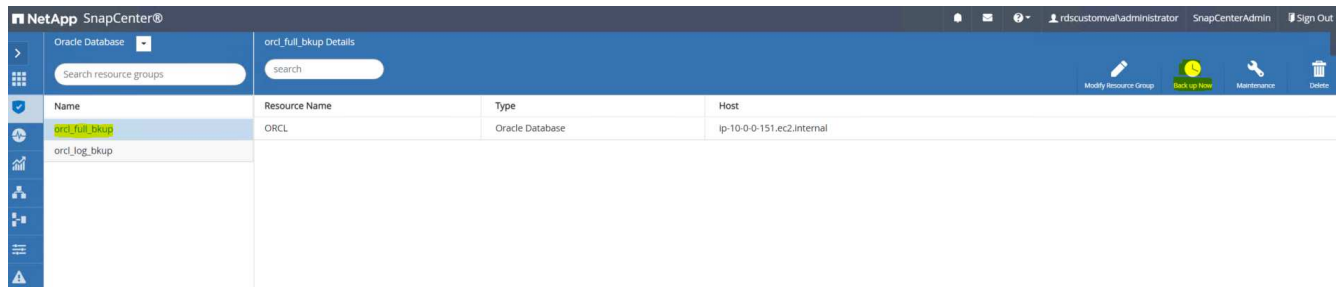 NetApp SnapCenter® rdscustomval\administrator SnapCenterAdmin Sign Out
Oracle Database orcl_full_bkup Details
Search resource groups search
Modify Resource Group Back up Now Maintenance Delete
Name Resource Name Type Host
orcl_full_bkup ORCL Oracle Database ip-10-0-0-151.ec2.internal
orcl_log_bkup